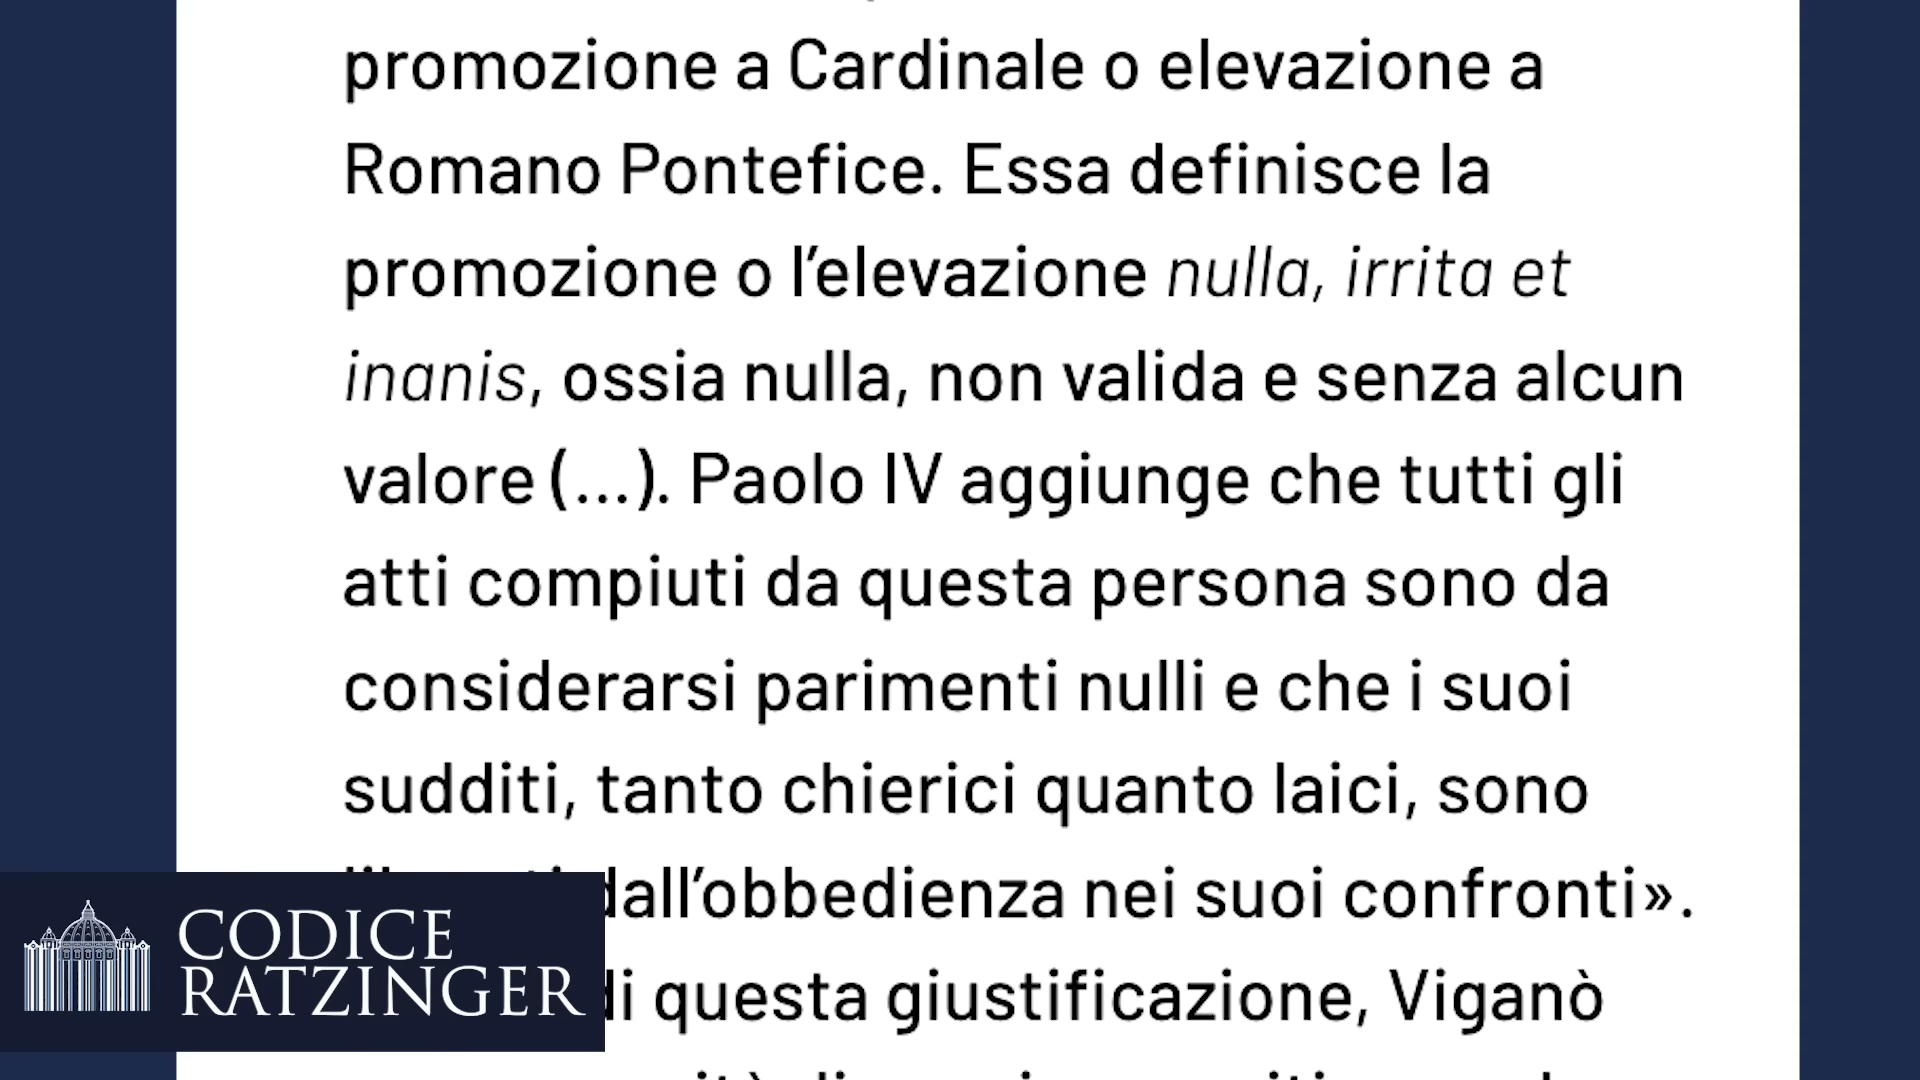 promozione a Cardinale o elevazione a
Romano Pontefice. Essa definisce la
promozione o l’elevazione nulla, irrita et
inanis, ossia nulla, non valida e senza alcun
valore (...). Paolo IV aggiunge che tutti gli
atti compiuti da questa persona sono da
considerarsi parimenti nulli e che i suoi
sudditi, tanto chierici quanto laici, sono
dall’obbedienza nei suoi confronti».
di questa giustificazione, Viganò
CODICE
RATZINGER